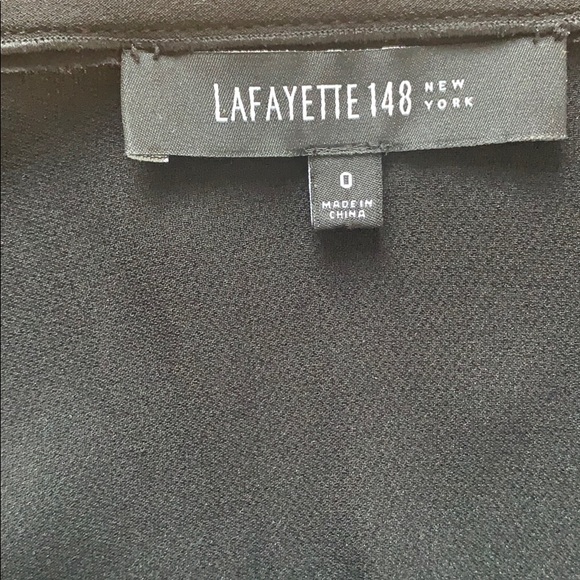 LAFAYETTE 148 NEW YORK
0
MADE IN
CHINA